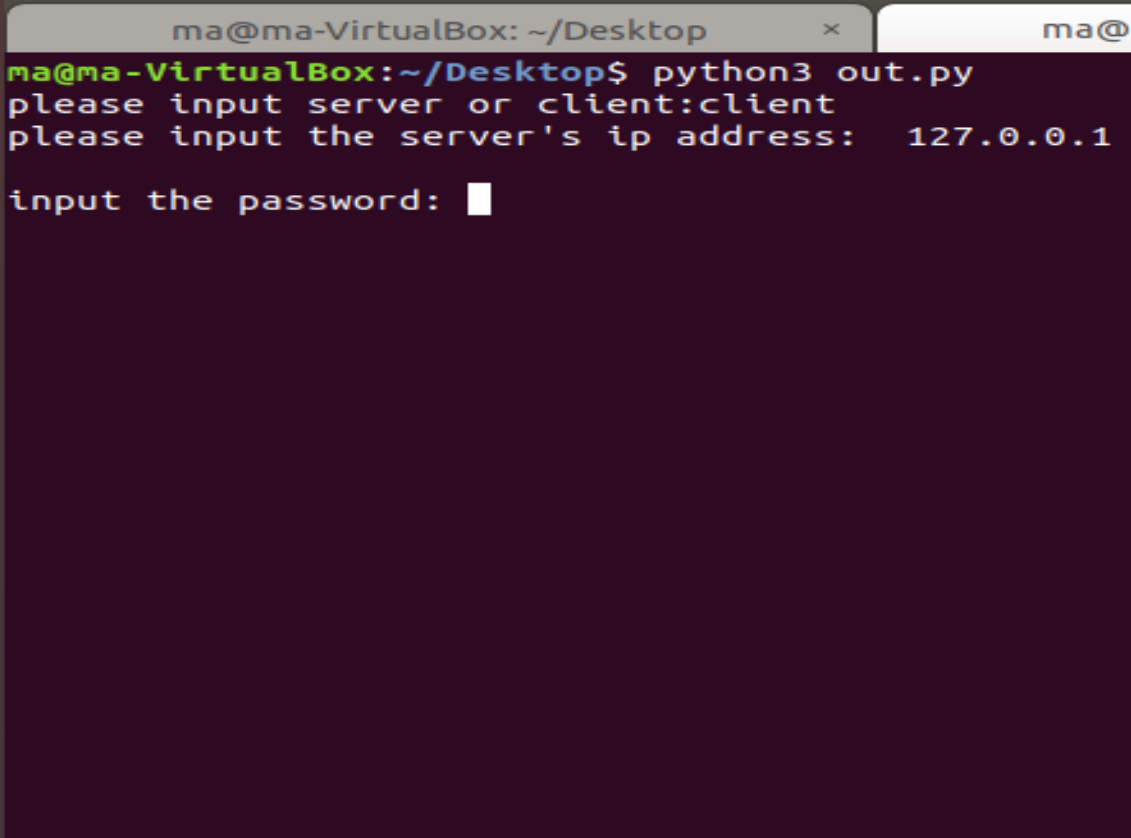 ma@ma-VirtualBox: ~/Desktop × ma@
ma@ma-VirtualBox:~/Desktop$ python3 out.py
please input server or client:client
please input the server's ip address:  127.0.0.1
input the password: